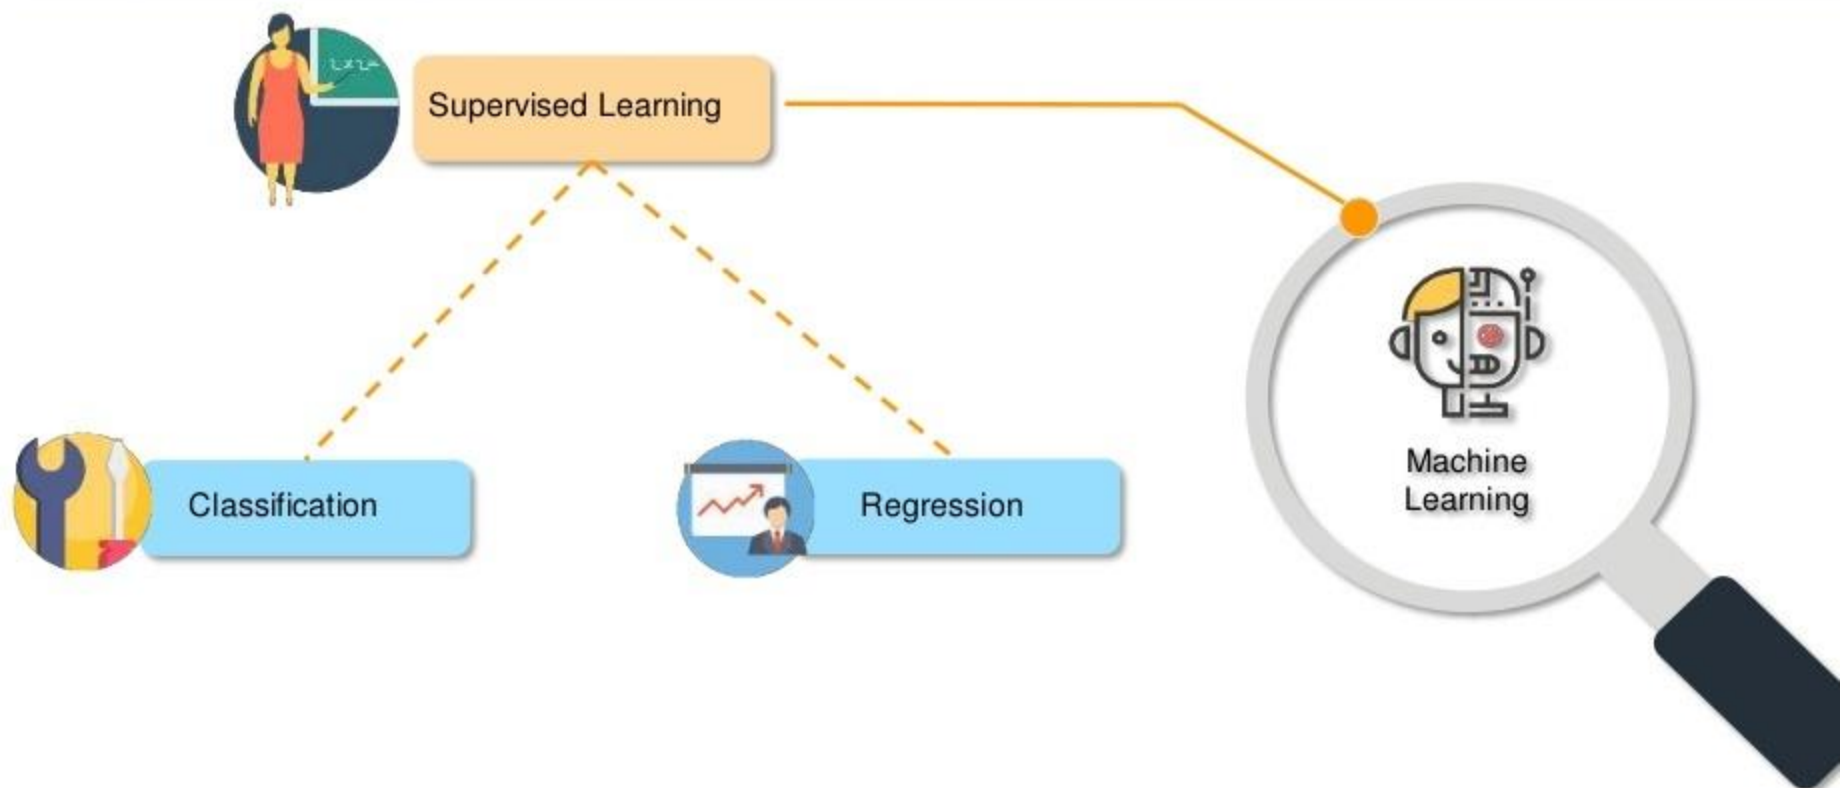 Supervised Learning
Classification
Regression
Machine
Learning